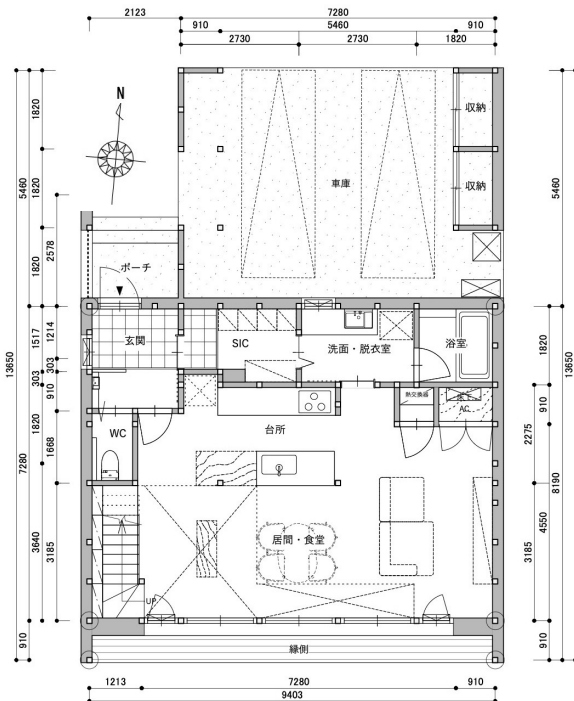 2123
7280
910
5460
910
2730
2730
1820
N
収納
収納
車庫
ポーチ
玄関
SIC
洗面・脱衣室
浴室
熱交換器
床下
AC
WC
台所
居間・食堂
UP
縁側
13650
5460
7280
910
1820
1820
1820
1517
303
1820
3640
910
2578
1214
303
910
1668
3185
2275
3185
1820
910
4550
910
5460
8190
13650
1213
7280
910
9403